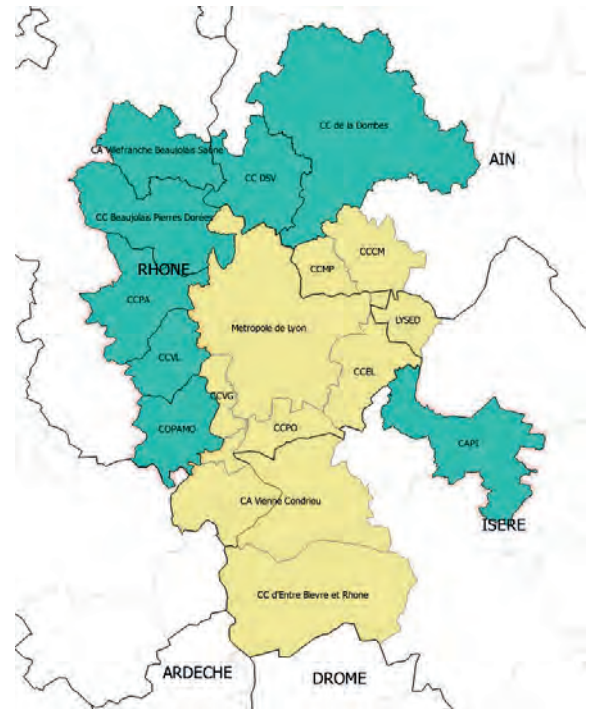 CC de la Dombes
CA Villefranche Beaujolais Saône
AIN
CC DSV
CC Beaujolais Pierres Dorées
CCCM
RHONE
CCMP
CCPA
LYSED
Metropole de Lyon
CCVL
CCEL
CCVG
COPAMO
CCPO
CAPI
CA Vienne Condrieu
ISERE
CC d'Entre Bievre et Rhone
ARDECHE
DROME